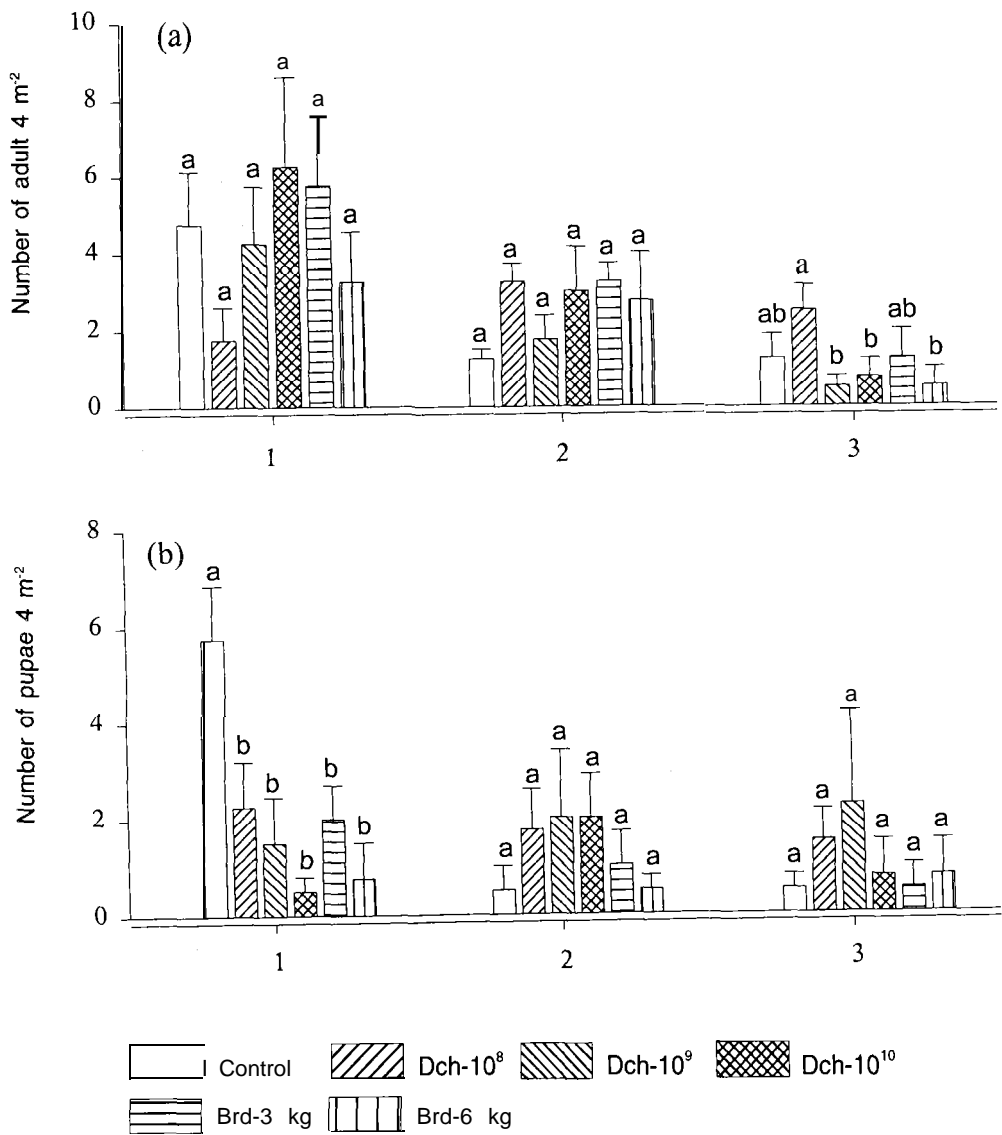 (a)
Number of adult 4 m⁻²
10
8
6
4
2
0
a a a a a a
a a a a a a
ab a b b ab b
1 2 3
(b)
Number of pupae 4 m⁻²
8
6
4
2
0
a b b b b b
a a a a a a
a a a a a a
1 2 3
Control Dch-10⁸ Dch-10⁹ Dch-10¹⁰
Brd-3 kg Brd-6 kg